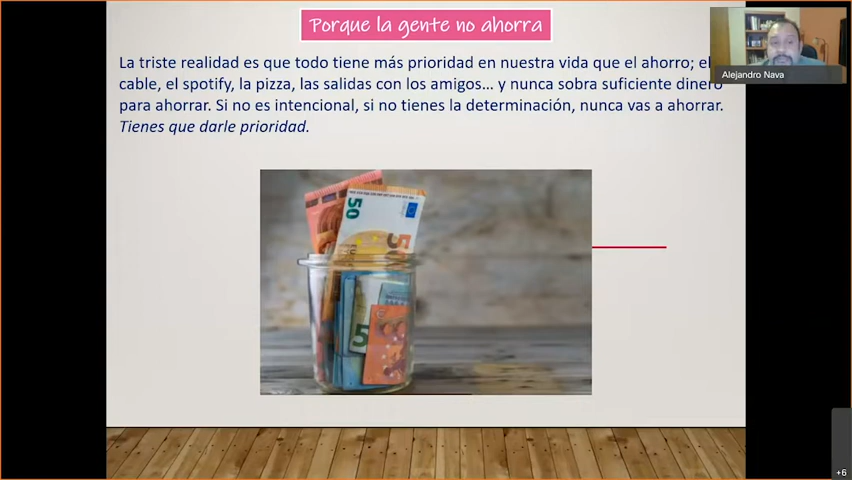 Porque la gente no ahorra
La triste realidad es que todo tiene más prioridad en nuestra vida que el ahorro; el
cable, el spotify, la pizza, las salidas con los amigos... y nunca sobra suficiente dinero
para ahorrar. Si no es intencional, si no tienes la determinación, nunca vas a ahorrar.
Tienes que darle prioridad.
Alejandro Nava
50
50
5
+6